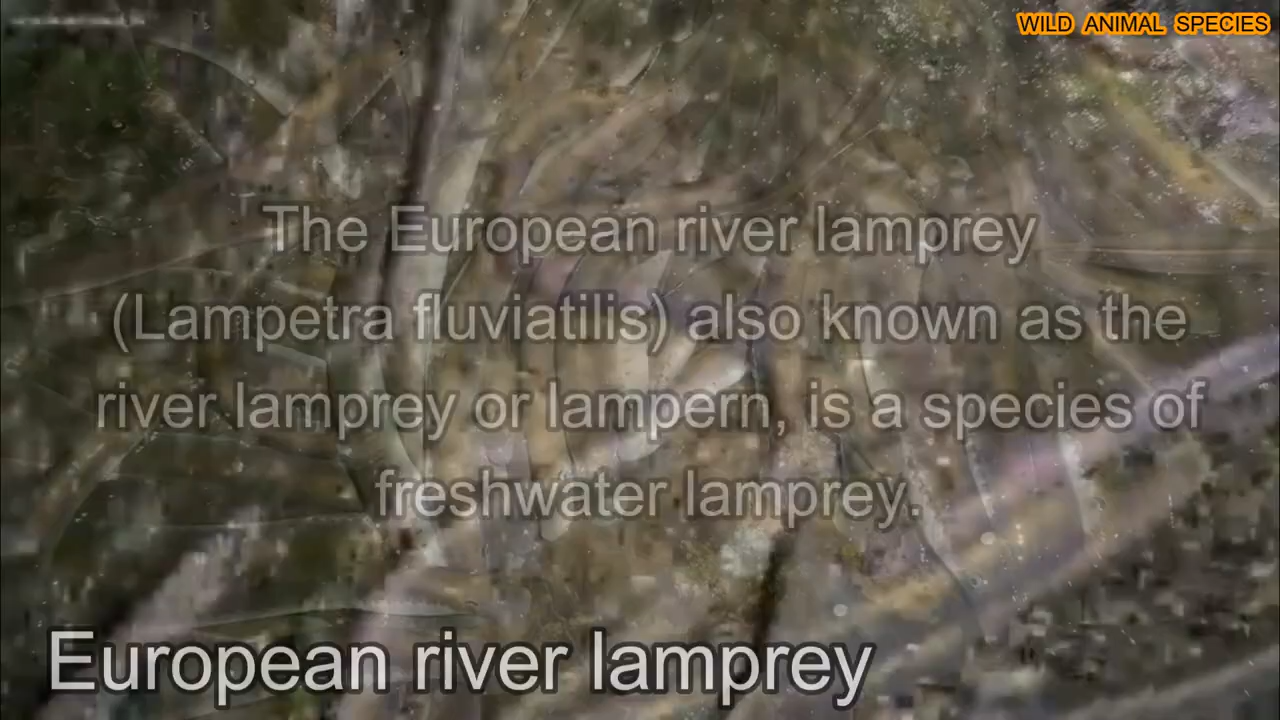 WILD ANIMAL SPECIES
The European river lamprey
(Lampetra fluviatilis) also known as the
river lamprey or lampern, is a species of
freshwater lamprey.
European river lamprey